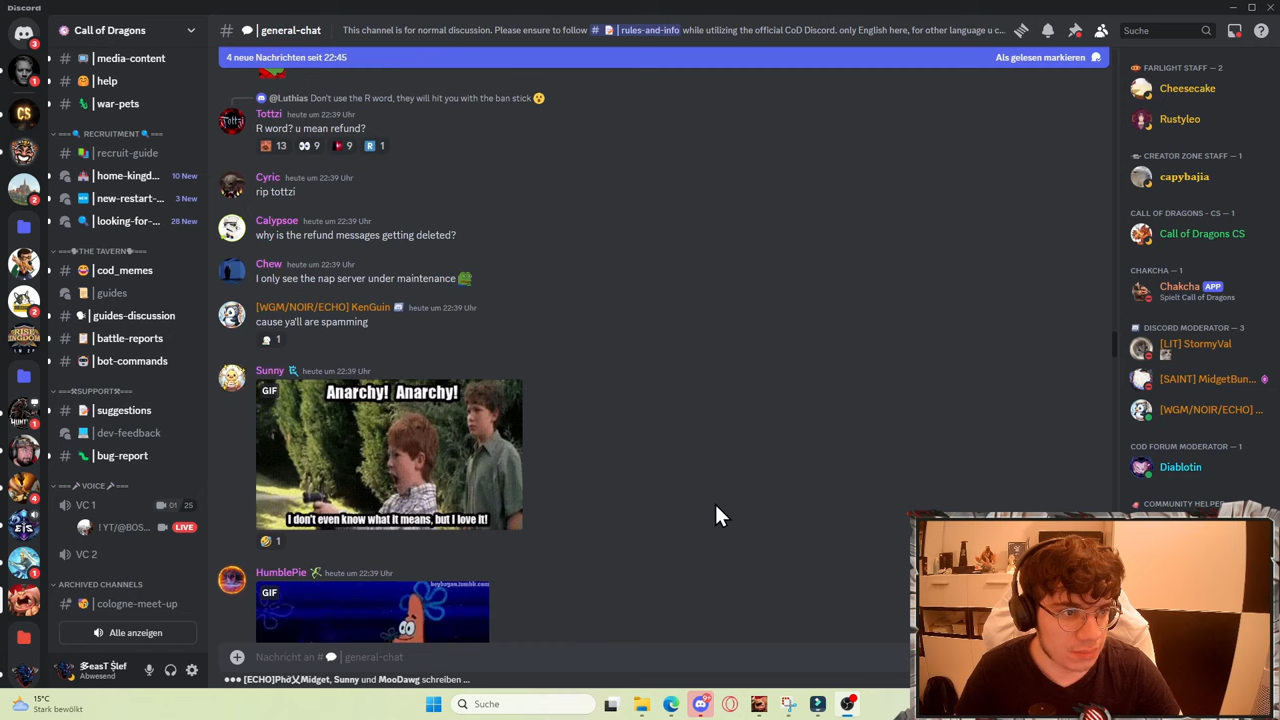 Discord
Call of Dragons
# | general-chat
This channel is for normal discussion. Please ensure to follow # | rules-and-info while utilizing the official CoD Discord. only English here, for other language u c...
Suche
3
1
2
2
1
4
1
# | media-content
# | help
# | war-pets
=== RECRUITMENT ===
| recruit-guide
| home-kingd... 10 New
| new-restart-... 3 New
| looking-for-... 28 New
===THE TAVERN===
# | cod_memes
| guides
# | guides-discussion
# | battle-reports
# | bot-commands
===SUPPORT===
# | suggestions
| dev-feedback
# | bug-report
=== VOICE ===
VC 1 01 25
! YT/@BOS... LIVE
VC 2
ARCHIVED CHANNELS
# | cologne-meet-up
Alle anzeigen
Abwesend
4 neue Nachrichten seit 22:45
Als gelesen markieren
@Luthias Don't use the R word, they will hit you with the ban stick
Tottzi heute um 22:39 Uhr
R word? u mean refund?
13 9 9 R 1
Cyric heute um 22:39 Uhr
rip tottzi
Calypsoe heute um 22:39 Uhr
why is the refund messages getting deleted?
Chew heute um 22:39 Uhr
I only see the nap server under maintenance
[WGM/NOIR/ECHO] KenGuin heute um 22:39 Uhr
cause ya'll are spamming
1
Sunny heute um 22:39 Uhr
GIF
Anarchy! Anarchy!
I don't even know what it means, but I love it!
1
HumblePie heute um 22:39 Uhr
GIF
Nachricht an # | general-chat
Sunny und MooDawg schreiben ...
FARLIGHT STAFF — 2
Cheesecake
Rustyleo
CREATOR ZONE STAFF — 1
capybajia
CALL OF DRAGONS - CS — 1
Call of Dragons CS
CHAKCHA — 1
Chakcha APP
Spielt Call of Dragons
DISCORD MODERATOR — 3
[LIT] StormyVal
[SAINT] MidgetBun...
[WGM/NOIR/ECHO] ...
COD FORUM MODERATOR — 1
Diablotin
COMMUNITY HELPER
15°C
Stark bewölkt
Suche